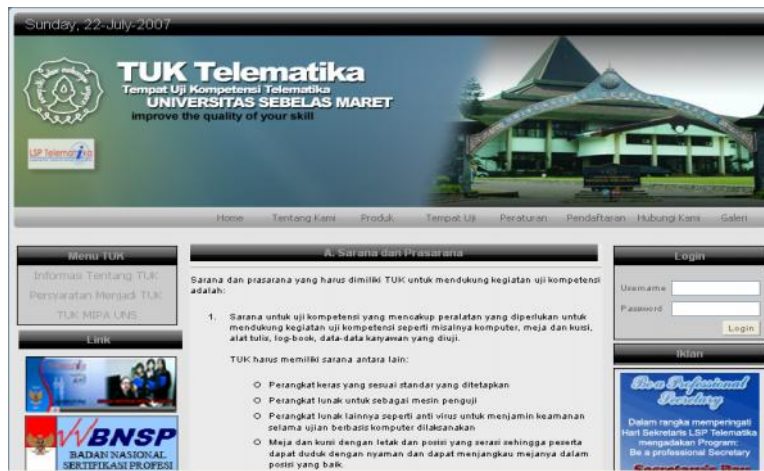 Sunday, 22-July-2007
TUK Telematika
Tempat Uji Kompetensi Telematika
UNIVERSITAS SEBELAS MARET
improve the quality of your skill
LSP Telematika
Home Tentang Kami Produk Tempat Uji Peraturan Pendaftaran Hubungi Kami Galeri
Menu TUK
Informasi Tentang TUK
Persyaratan Menjadi TUK
TUK MIPA UNS
Link
BNSP
BADAN NASIONAL
SERTIFIKASI PROFESI
A. Sarana dan Prasarana
Sarana dan prasarana yang harus dimiliki TUK untuk mendukung kegiatan uji kompetensi
adalah:
1. Sarana untuk uji kompetensi yang mencakup peralatan yang diperlukan untuk
mendukung kegiatan uji kompetensi seperti misalnya komputer, meja dan kursi,
alat tulis, log-book, data-data karyawan yang diuji.
TUK harus memiliki sarana antara lain:
Perangkat keras yang sesuai standar yang ditetapkan
Perangkat lunak untuk sebagai mesin penguji
Perangkat lunak lainnya seperti anti virus untuk menjamin keamanan
selama ujian berbasis komputer dilaksanakan
Meja dan kursi dengan letak dan posisi yang serasi sehingga peserta
dapat duduk dengan nyaman dan dapat menjangkau mejanya dalam
posisi yang baik.
Login
Username
Password
Login
Iklan
Be a Professional
Secretary
Dalam rangka memperingati
Hari Sekretaris LSP Telematika
mengadakan Program:
Be a professional Secretary